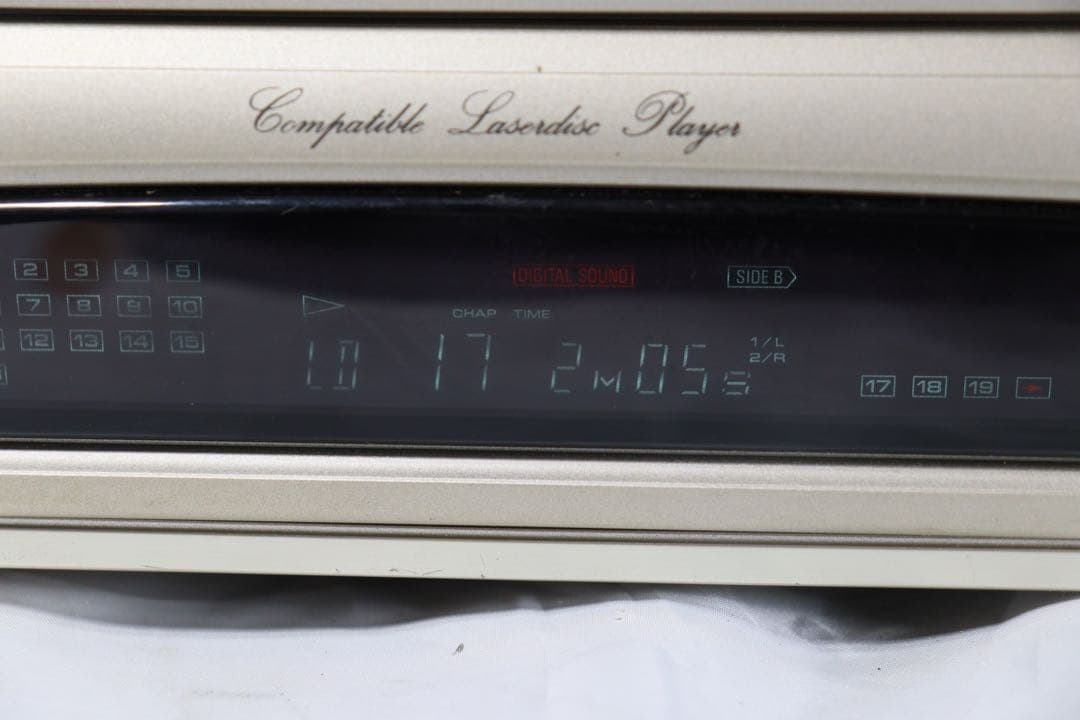 Compatible Laserdisc Player
DIGITAL SOUND SIDE B
2 3 4 5
7 8 9 10
12 13 14 15
CHAP TIME
LD 17 2M05s
1/L
2/R
17 18 19